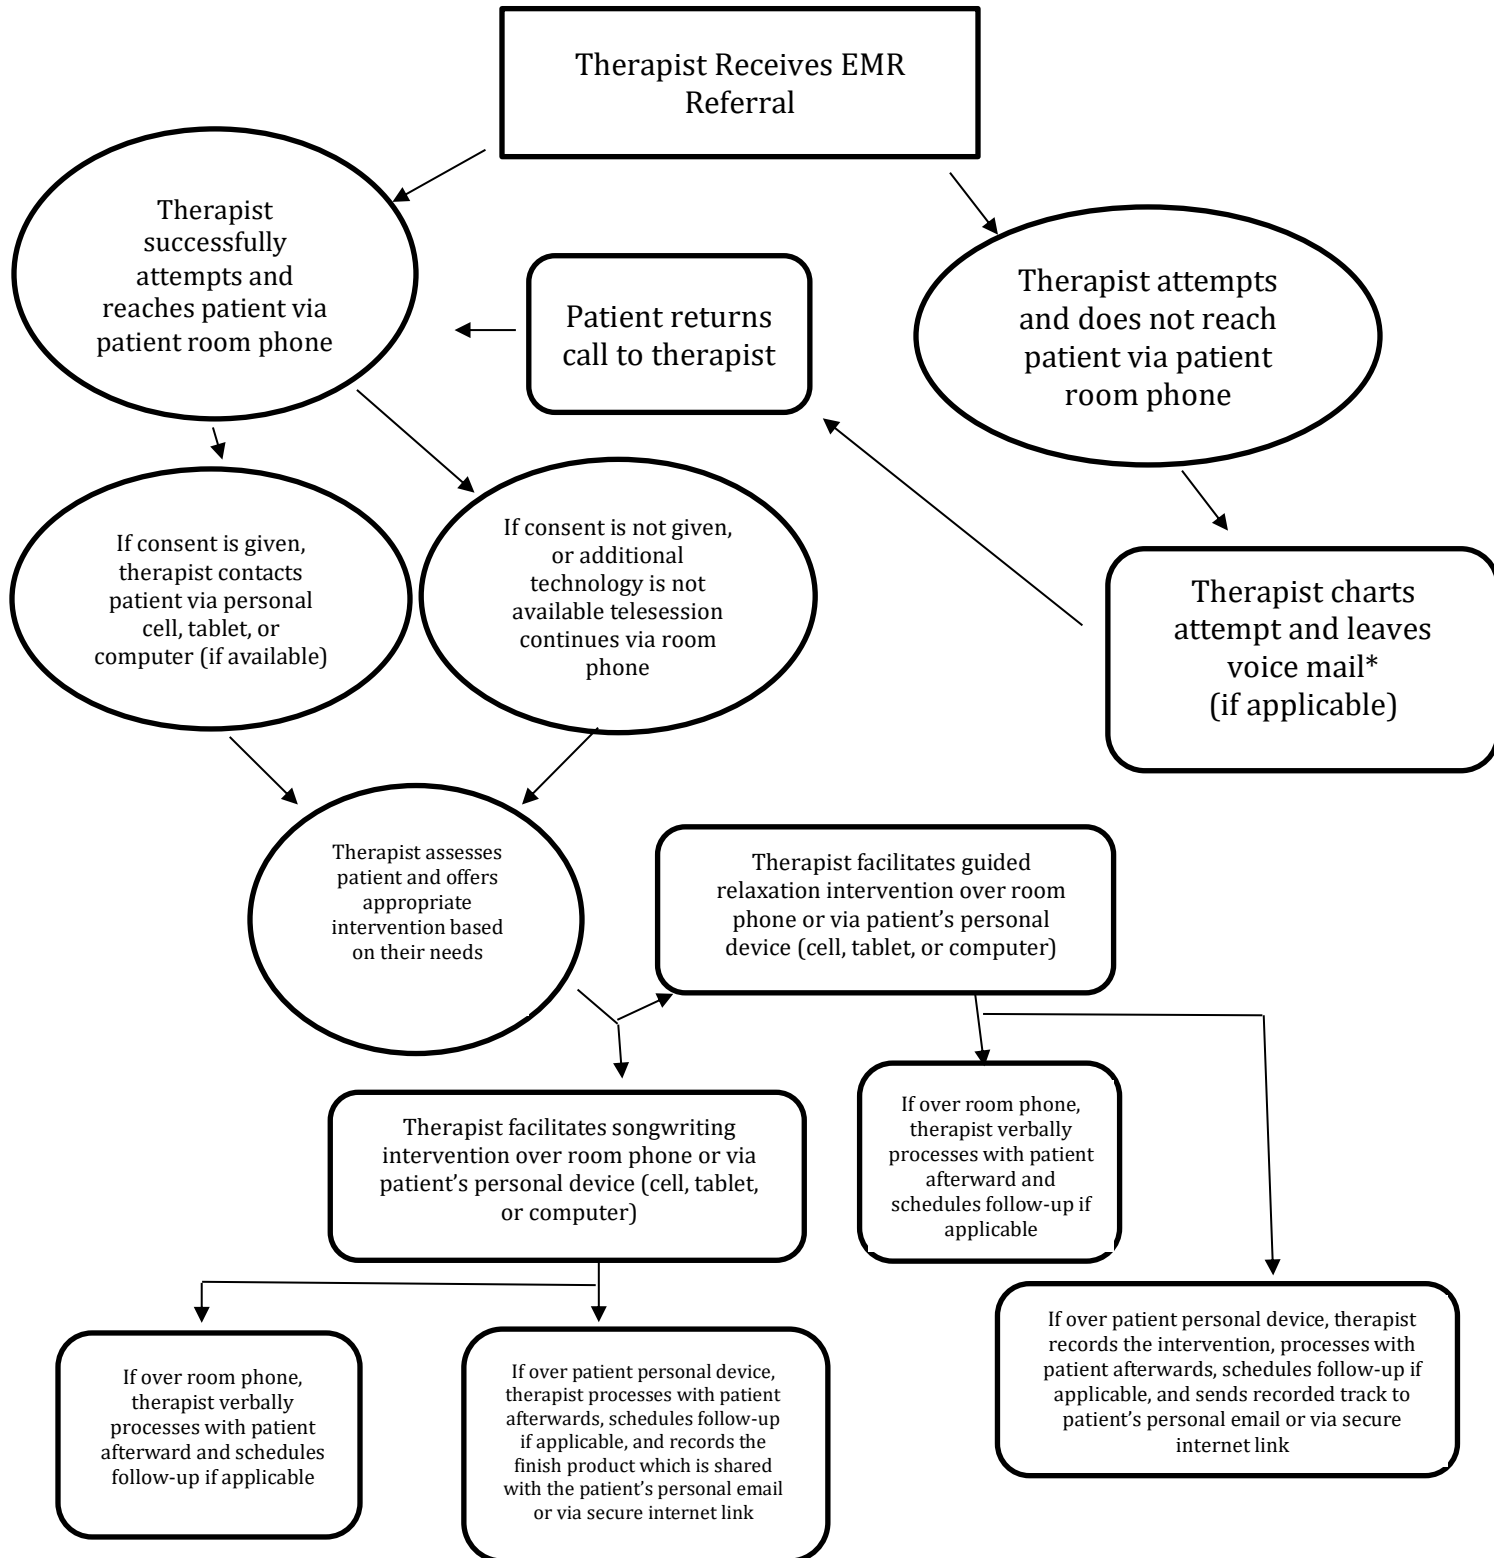 Therapist Receives EMR
Referral
Therapist
successfully
attempts and
reaches patient via
patient room phone
Patient returns
call to therapist
Therapist attempts
and does not reach
patient via patient
room phone
If consent is given,
therapist contacts
patient via personal
cell, tablet, or
computer (if available)
If consent is not given,
or additional
technology is not
available telesession
continues via room
phone
Therapist charts
attempt and leaves
voice mail*
(if applicable)
Therapist assesses
patient and offers
appropriate
intervention based
on their needs
Therapist facilitates guided
relaxation intervention over room
phone or via patient’s personal
device (cell, tablet, or computer)
Therapist facilitates songwriting
intervention over room phone or via
patient’s personal device (cell, tablet,
or computer)
If over room phone,
therapist verbally
processes with patient
afterward and
schedules follow-up if
applicable
If over patient personal device, therapist
records the intervention, processes with
patient afterwards, schedules follow-up if
applicable, and sends recorded track to
patient’s personal email or via secure
internet link
If over room phone,
therapist verbally
processes with patient
afterward and schedules
follow-up if applicable
If over patient personal device,
therapist processes with patient
afterwards, schedules follow-up
if applicable, and records the
finish product which is shared
with the patient’s personal email
or via secure internet link